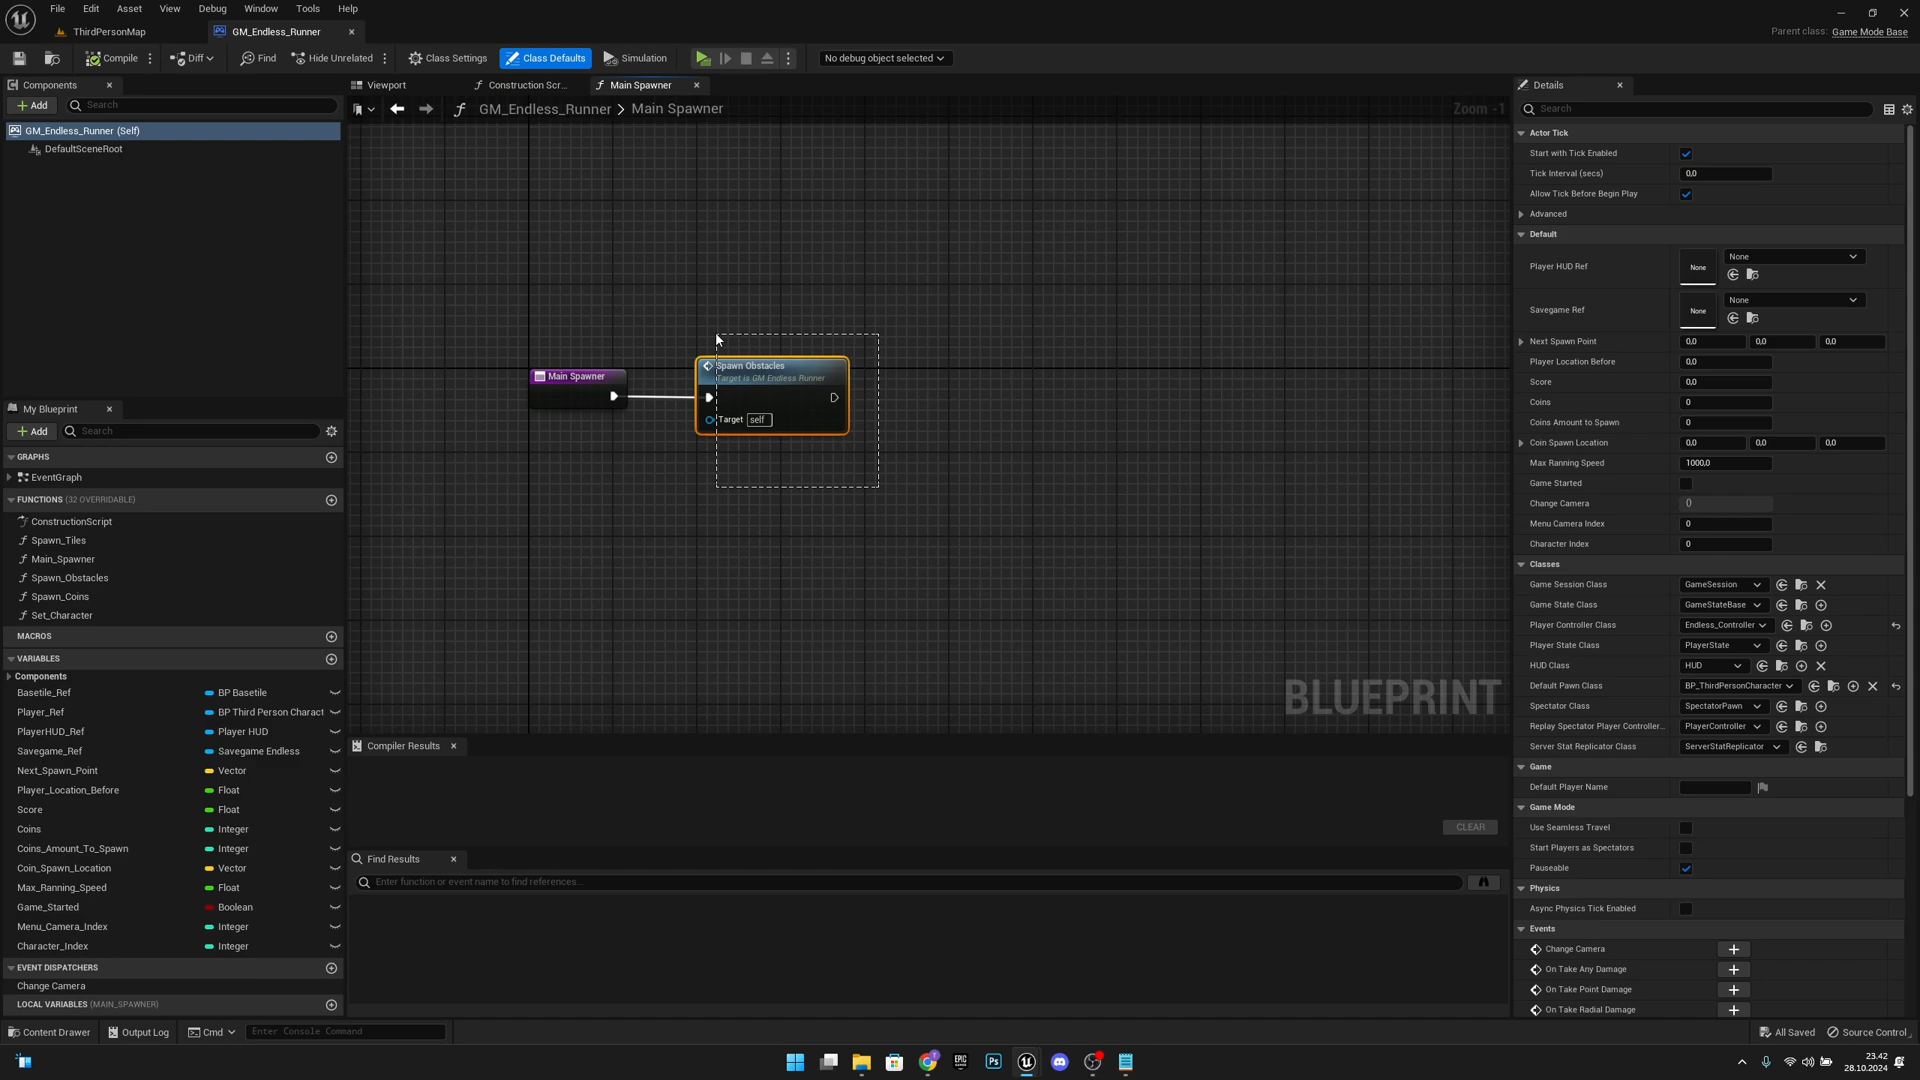 File Edit Asset View Debug Window Tools Help
ThirdPersonMap GM_Endless_Runner
Parent class: Game Mode Base
Compile Diff Find Hide Unrelated Class Settings Class Defaults Simulation No debug object selected
Components
Add Search
GM_Endless_Runner (Self)
DefaultSceneRoot
My Blueprint
Add Search
GRAPHS
EventGraph
FUNCTIONS (32 OVERRIDABLE)
ConstructionScript
Spawn_Tiles
Main_Spawner
Spawn_Obstacles
Spawn_Coins
Set_Character
MACROS
VARIABLES
Components
Basetile_Ref BP Basetile
Player_Ref BP Third Person Charact
PlayerHUD_Ref Player HUD
Savegame_Ref Savegame Endless
Next_Spawn_Point Vector
Player_Location_Before Float
Score Float
Coins Integer
Coins_Amount_To_Spawn Integer
Coin_Spawn_Location Vector
Max_Ranning_Speed Float
Game_Started Boolean
Menu_Camera_Index Integer
Character_Index Integer
EVENT DISPATCHERS
Change Camera
LOCAL VARIABLES (MAIN_SPAWNER)
Viewport Construction Scr... Main Spawner
GM_Endless_Runner > Main Spawner Zoom -1
Main Spawner
Spawn Obstacles
Target is GM Endless Runner
Target self
BLUEPRINT
Compiler Results
CLEAR
Find Results
Enter function or event name to find references...
Details
Search
Actor Tick
Start with Tick Enabled
Tick Interval (secs) 0,0
Allow Tick Before Begin Play
Advanced
Default
Player HUD Ref None None
Savegame Ref None None
Next Spawn Point 0,0 0,0 0,0
Player Location Before 0,0
Score 0,0
Coins 0
Coins Amount to Spawn 0
Coin Spawn Location 0,0 0,0 0,0
Max Ranning Speed 1000,0
Game Started
Change Camera ()
Menu Camera Index 0
Character Index 0
Classes
Game Session Class GameSession
Game State Class GameStateBase
Player Controller Class Endless_Controller
Player State Class PlayerState
HUD Class HUD
Default Pawn Class BP_ThirdPersonCharacter
Spectator Class SpectatorPawn
Replay Spectator Player Controller... PlayerController
Server Stat Replicator Class ServerStatReplicator
Game
Default Player Name
Game Mode
Use Seamless Travel
Start Players as Spectators
Pauseable
Physics
Async Physics Tick Enabled
Events
Change Camera
On Take Any Damage
On Take Point Damage
On Take Radial Damage
Content Drawer Output Log Cmd Enter Console Command All Saved Source Control
EPIC GAMES Ps
23.42
28.10.2024